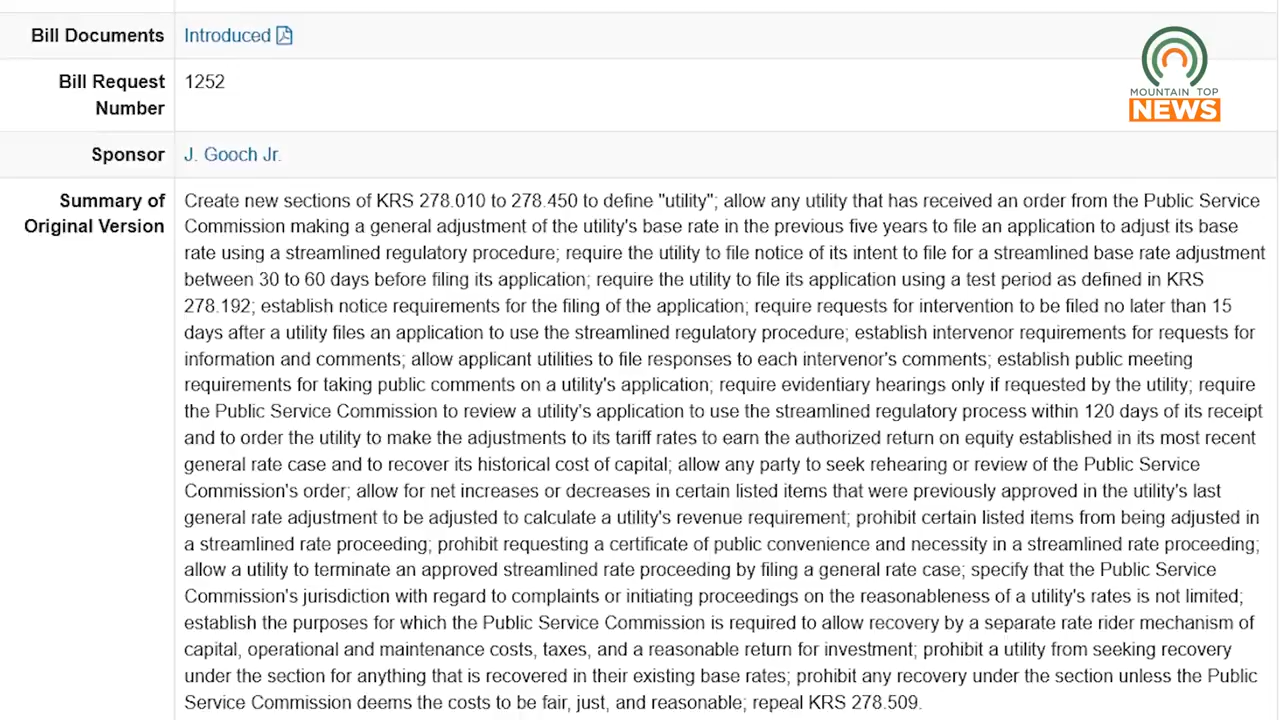 Bill Documents Introduced
MOUNTAIN TOP
NEWS
Bill Request
Number
1252
Sponsor J. Gooch Jr.
Summary of
Original Version
Create new sections of KRS 278.010 to 278.450 to define "utility"; allow any utility that has received an order from the Public Service
Commission making a general adjustment of the utility's base rate in the previous five years to file an application to adjust its base
rate using a streamlined regulatory procedure; require the utility to file notice of its intent to file for a streamlined base rate adjustment
between 30 to 60 days before filing its application; require the utility to file its application using a test period as defined in KRS
278.192; establish notice requirements for the filing of the application; require requests for intervention to be filed no later than 15
days after a utility files an application to use the streamlined regulatory procedure; establish intervenor requirements for requests for
information and comments; allow applicant utilities to file responses to each intervenor's comments; establish public meeting
requirements for taking public comments on a utility's application; require evidentiary hearings only if requested by the utility; require
the Public Service Commission to review a utility's application to use the streamlined regulatory process within 120 days of its receipt
and to order the utility to make the adjustments to its tariff rates to earn the authorized return on equity established in its most recent
general rate case and to recover its historical cost of capital; allow any party to seek rehearing or review of the Public Service
Commission's order; allow for net increases or decreases in certain listed items that were previously approved in the utility's last
general rate adjustment to be adjusted to calculate a utility's revenue requirement; prohibit certain listed items from being adjusted in
a streamlined rate proceeding; prohibit requesting a certificate of public convenience and necessity in a streamlined rate proceeding;
allow a utility to terminate an approved streamlined rate proceeding by filing a general rate case; specify that the Public Service
Commission's jurisdiction with regard to complaints or initiating proceedings on the reasonableness of a utility's rates is not limited;
establish the purposes for which the Public Service Commission is required to allow recovery by a separate rate rider mechanism of
capital, operational and maintenance costs, taxes, and a reasonable return for investment; prohibit a utility from seeking recovery
under the section for anything that is recovered in their existing base rates; prohibit any recovery under the section unless the Public
Service Commission deems the costs to be fair, just, and reasonable; repeal KRS 278.509.